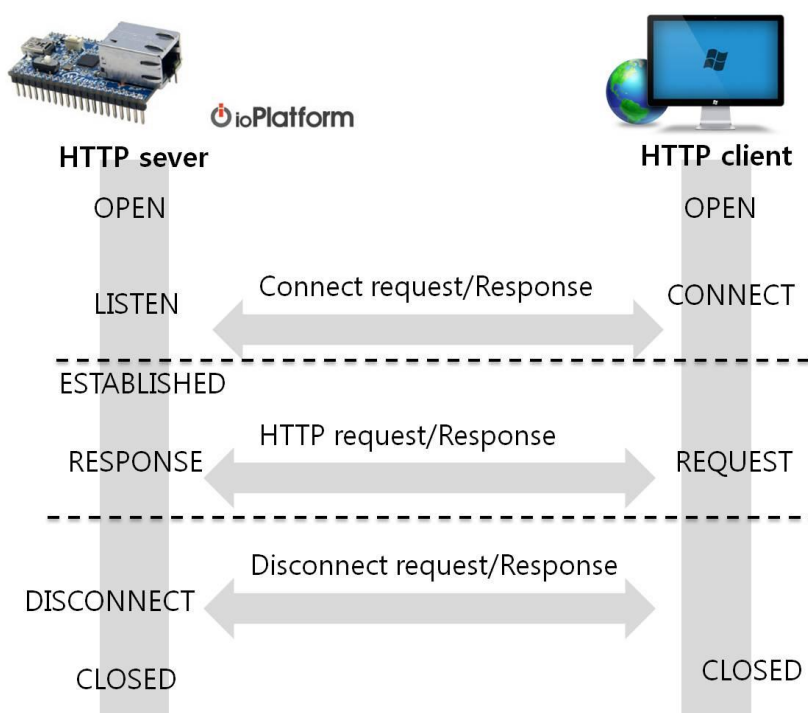 ioPlatform
HTTP sever
HTTP client
OPEN
OPEN
Connect request/Response
LISTEN
CONNECT
ESTABLISHED
HTTP request/Response
RESPONSE
REQUEST
Disconnect request/Response
DISCONNECT
CLOSED
CLOSED